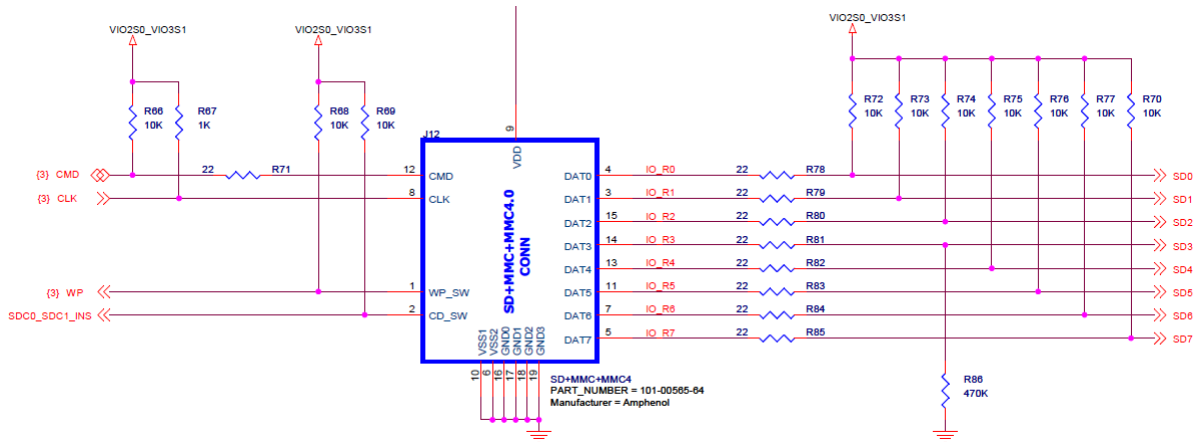 VIO2S0_VIO3S1
VIO2S0_VIO3S1
VIO2S0_VIO3S1
R66
10K
R67
1K
R68
10K
R69
10K
R72
10K
R73
10K
R74
10K
R75
10K
R76
10K
R77
10K
R70
10K
J12
9
VDD
{3} CMD
22
R71
12
CMD
{3} CLK
8
CLK
{3} WP
1
WP_SW
SDC0_SDC1_INS
2
CD_SW
SD+MMC+MMC4.0
CONN
DAT0
4
IO_R0
22
R78
SD0
DAT1
3
IO_R1
22
R79
SD1
DAT2
15
IO_R2
22
R80
SD2
DAT3
14
IO_R3
22
R81
SD3
DAT4
13
IO_R4
22
R82
SD4
DAT5
11
IO_R5
22
R83
SD5
DAT6
7
IO_R6
22
R84
SD6
DAT7
5
IO_R7
22
R85
SD7
VSS1
VSS2
GND0
GND1
GND2
GND3
10
6
16
17
18
19
SD+MMC+MMC4
PART_NUMBER = 101-00565-64
Manufacturer = Amphenol
R86
470K